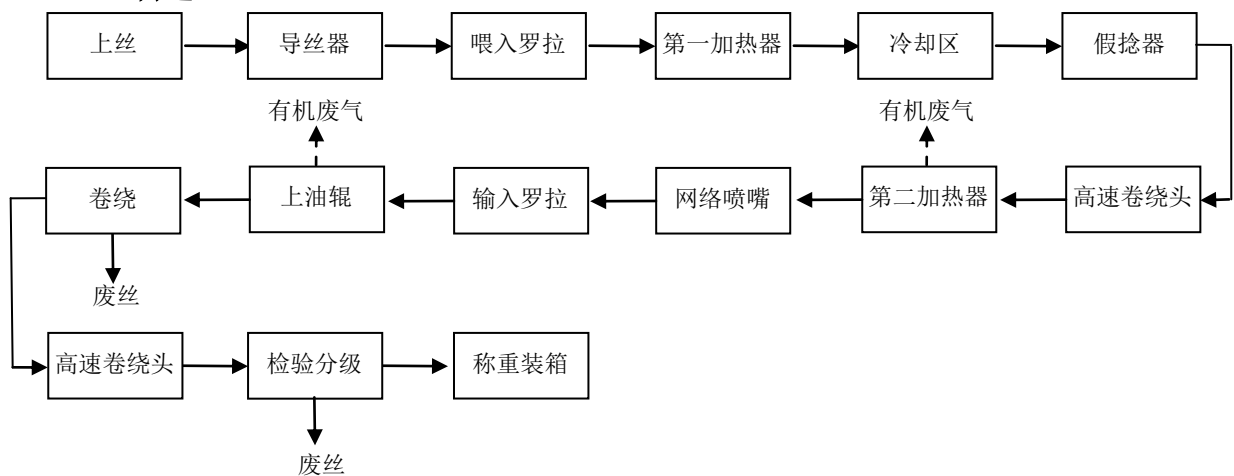 上丝 导丝器 喂入罗拉 第一加热器 冷却区 假捻器
有机废气 有机废气
卷绕 上油辊 输入罗拉 网络喷嘴 第二加热器 高速卷绕头
废丝
高速卷绕头 检验分级 称重装箱
废丝